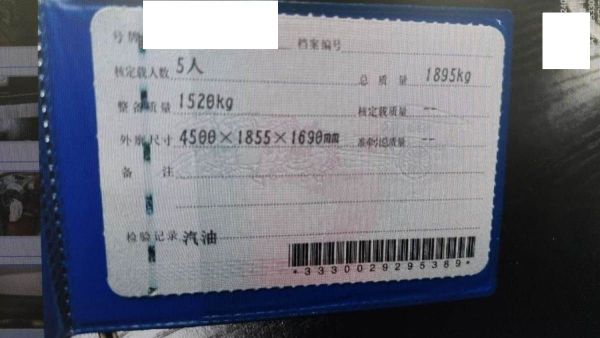 号牌 档案编号
核定载人数 5人 总质量 1895kg
整备质量 1520kg 核定载质量 --
外廓尺寸 4500×1855×1690mm 准牵引总质量 --
备注
检验记录 汽油
*3330029295389*